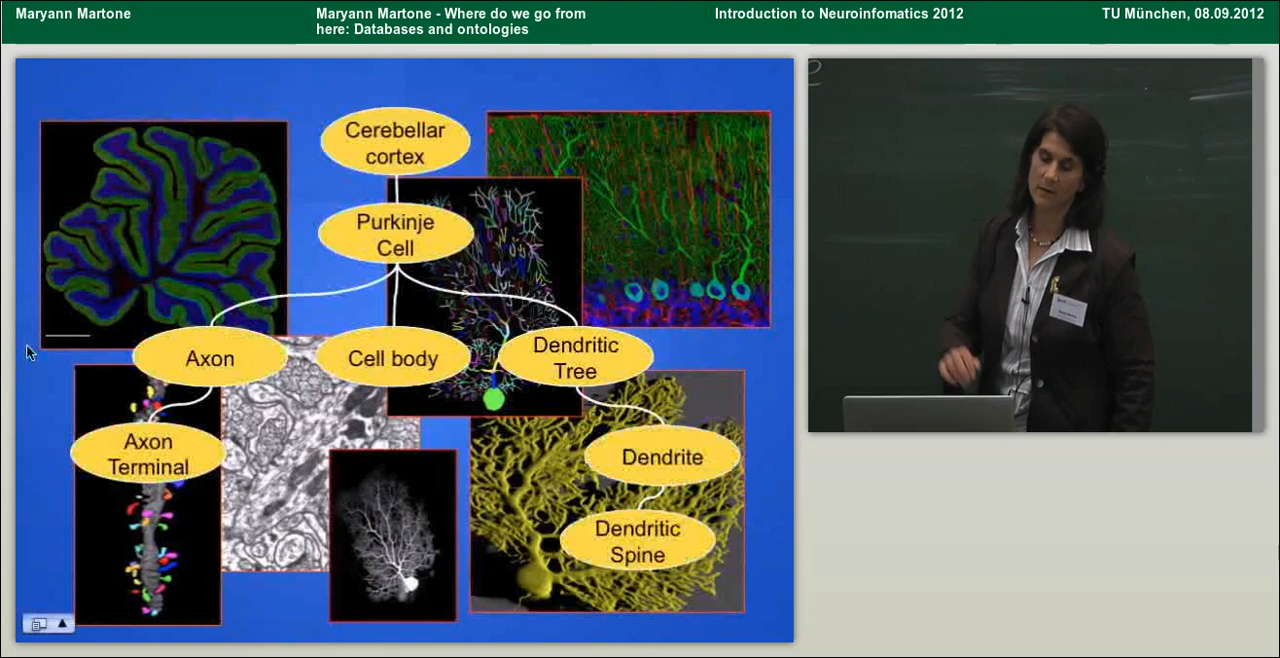 Maryann Martone
Maryann Martone - Where do we go from
here: Databases and ontologies
Introduction to Neuroinfomatics 2012
TU München, 08.09.2012
Cerebellar
cortex
Purkinje
Cell
Axon
Cell body
Dendritic
Tree
Axon
Terminal
Dendrite
Dendritic
Spine